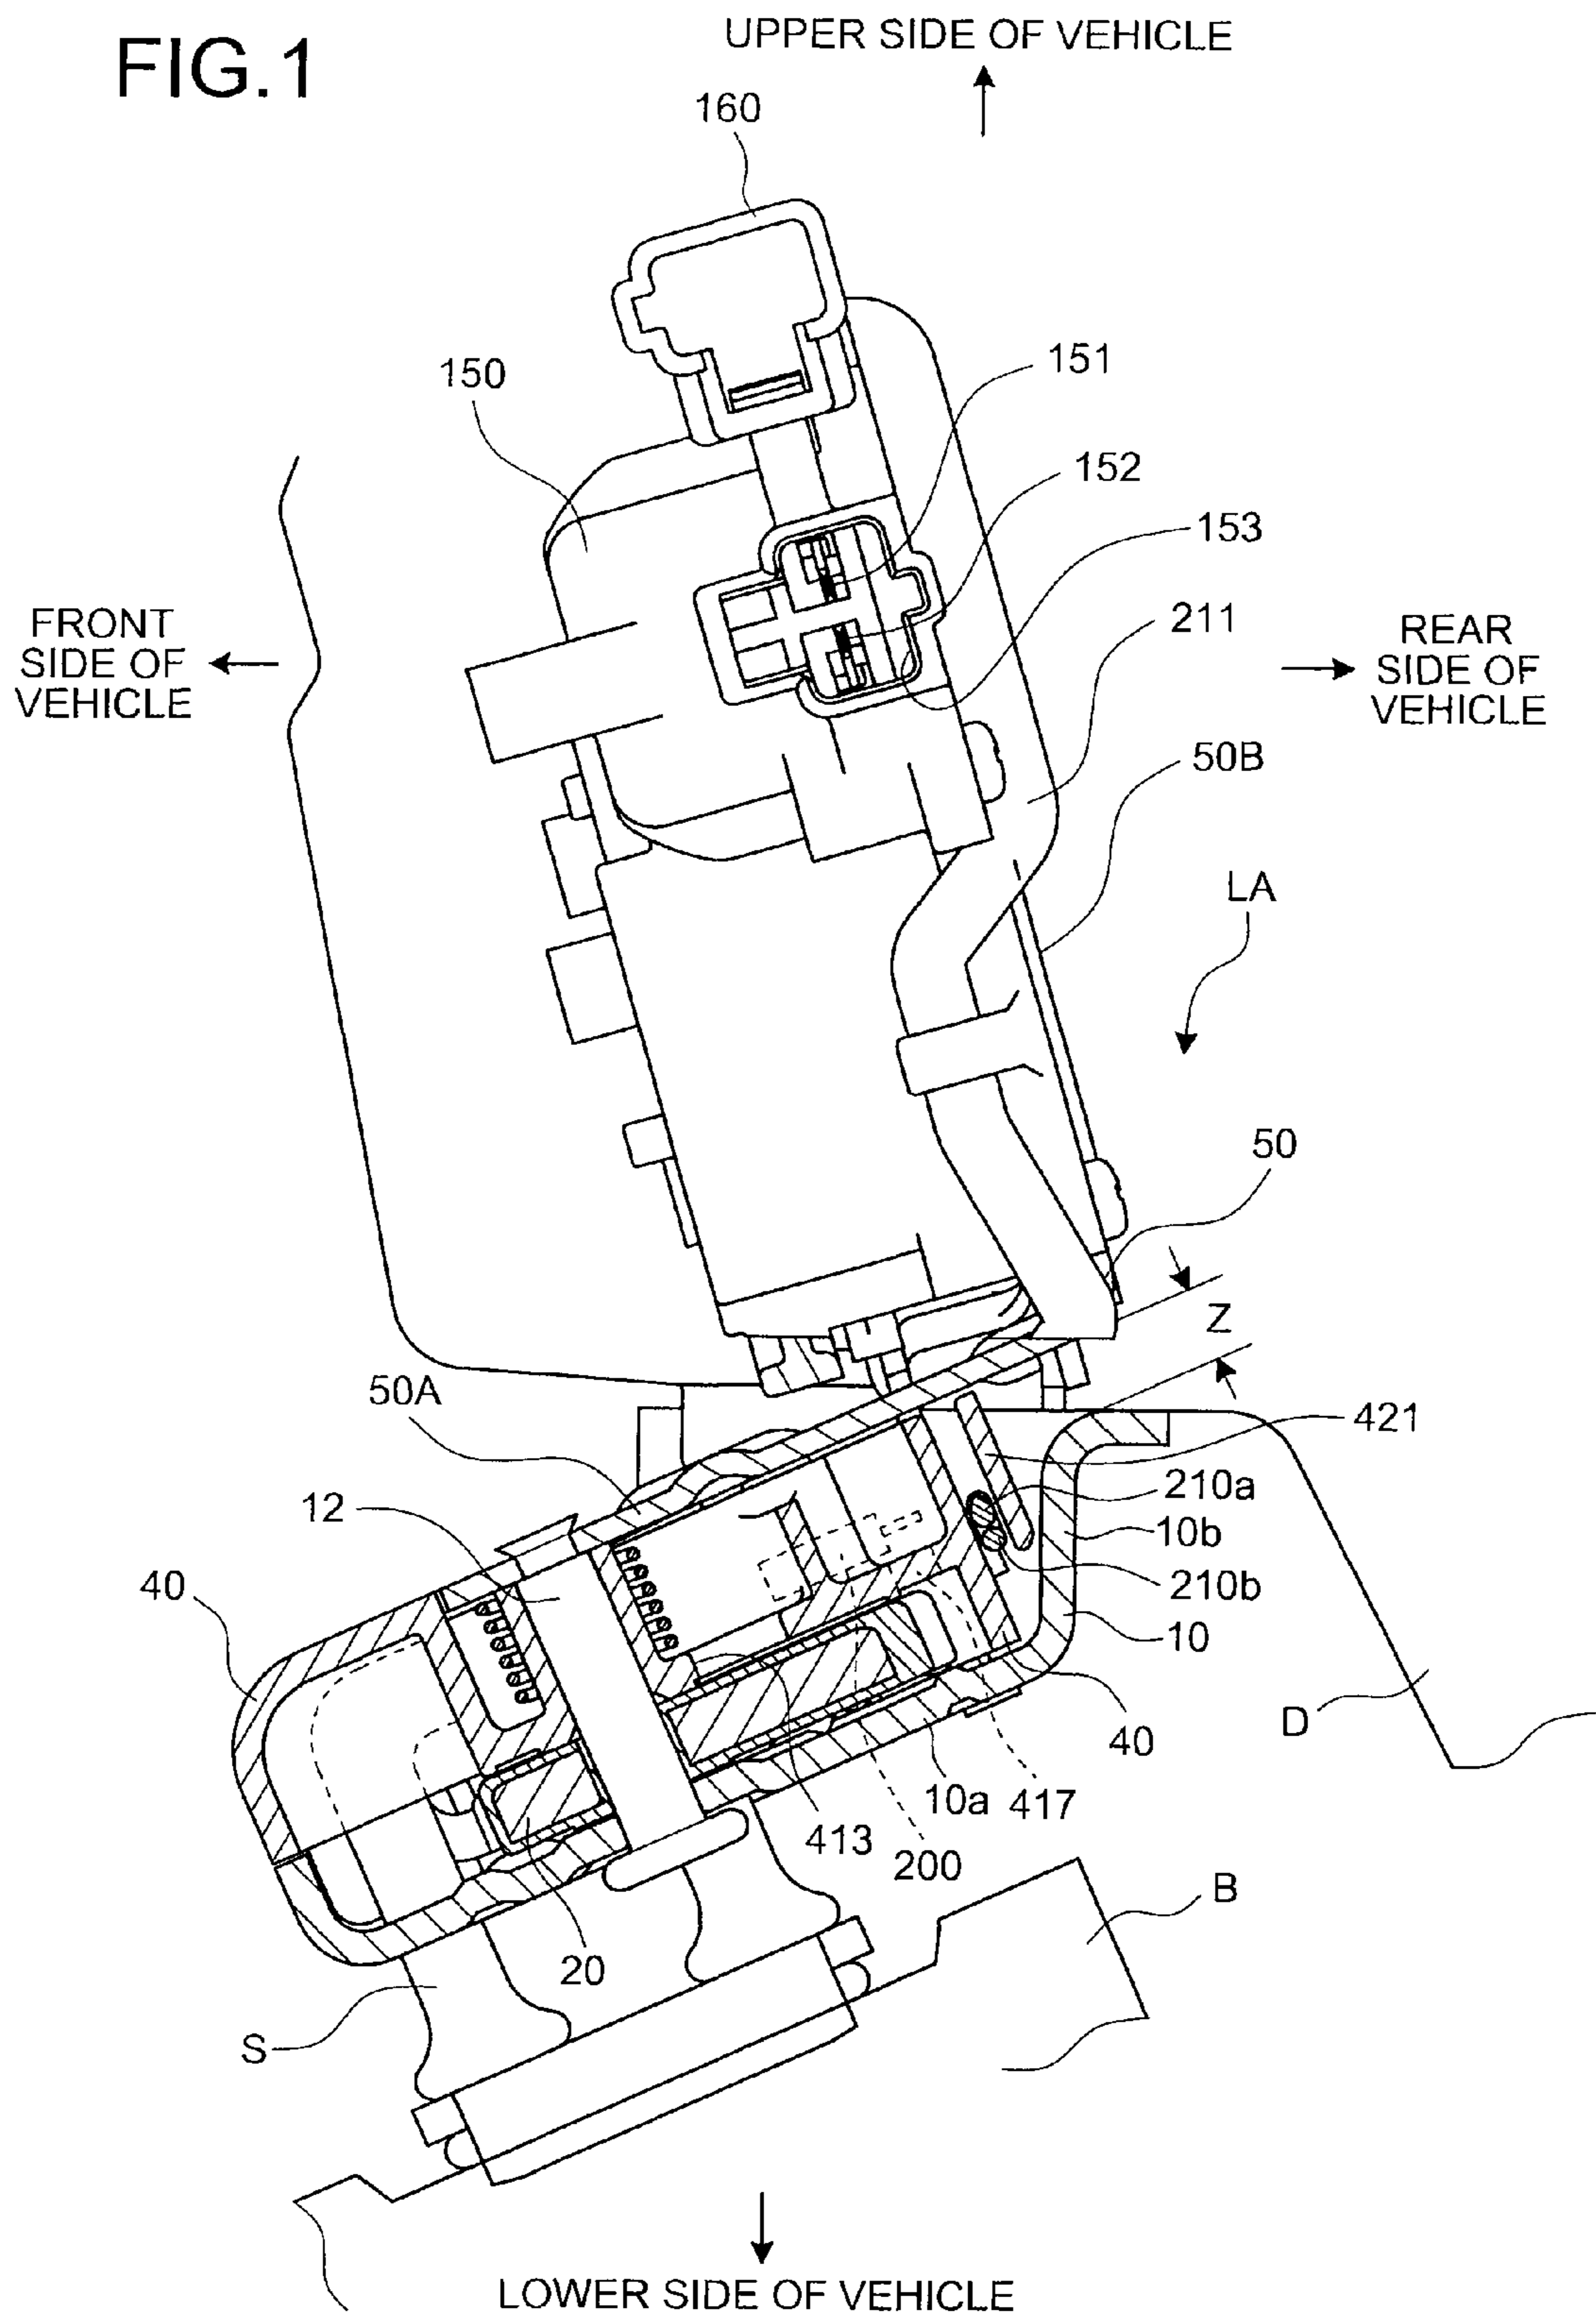 FIG.1
UPPER SIDE OF VEHICLE
160
150
151
152
153
211
FRONT
SIDE OF
VEHICLE
REAR
SIDE OF
VEHICLE
50B
LA
50
Z
50A
421
210a
10b
12
210b
40
10
D
40
10a
417
413
200
B
20
S
LOWER SIDE OF VEHICLE